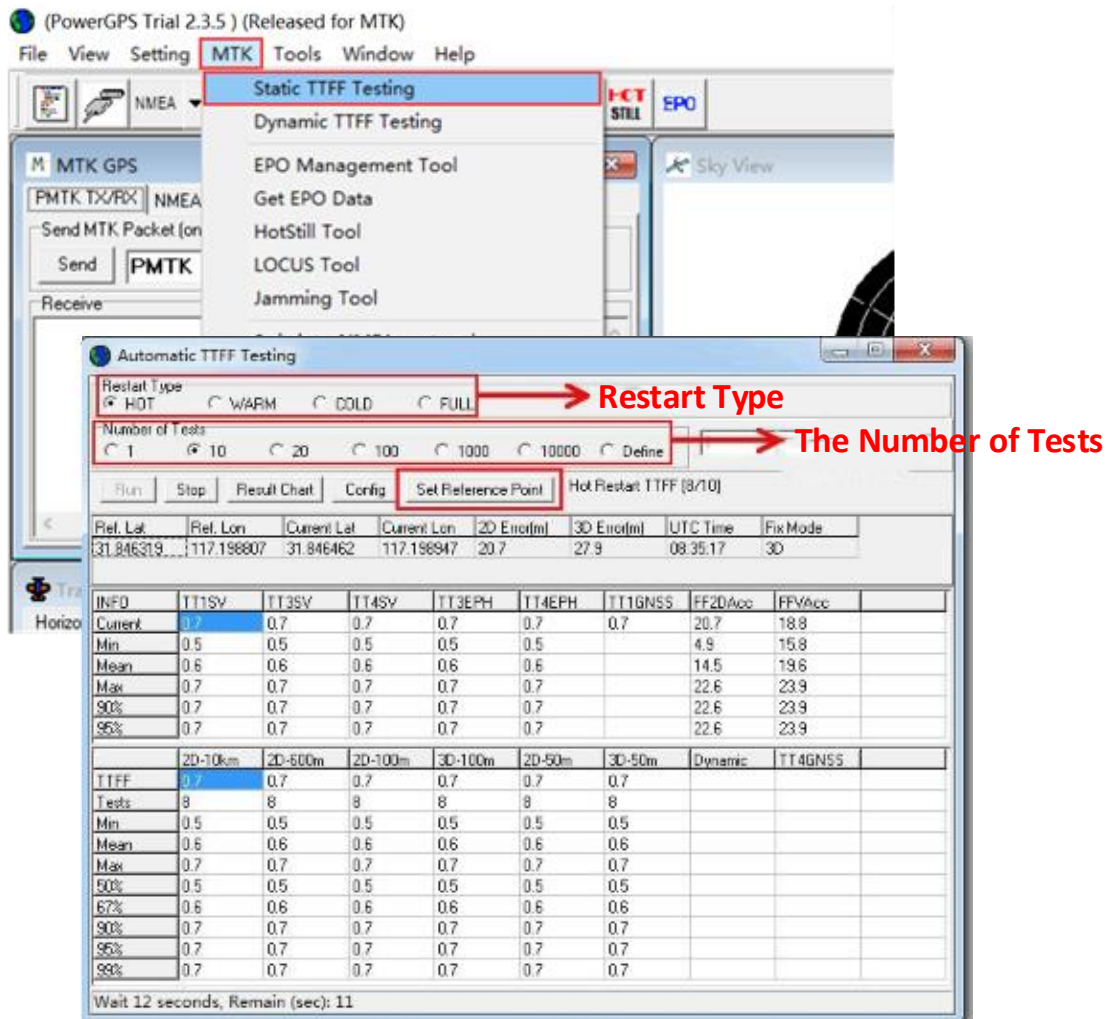 (PowerGPS Trial 2.3.5 ) (Released for MTK)
File View Setting MTK Tools Window Help
NMEA
HOT STILL EPO
Static TTFF Testing
Dynamic TTFF Testing
EPO Management Tool
Get EPO Data
HotStill Tool
LOCUS Tool
Jamming Tool
M MTK GPS
PMTK TX/RX NMEA
Send MTK Packet (on
Send PMTK
Receive
Sky View
Horizo
Automatic TTFF Testing
Restart Type
HOT WARM COLD FULL
Restart Type
Number of Tests
1 10 20 100 1000 10000 Define
The Number of Tests
Run Stop Result Chart Config Set Reference Point Hot Restart TTFF (8/10)
Ref. Lat Ref. Lon Current Lat Current Lon 2D Error(m) 3D Error(m) UTC Time Fix Mode
31.846319 117.198807 31.846462 117.198947 20.7 27.9 08:35:17 3D
INFO TT1SV TT3SV TT4SV TT3EPH TT4EPH TT1GNSS FF2DAcc FFVAcc
Current 0.7 0.7 0.7 0.7 0.7 0.7 20.7 18.8
Min 0.5 0.5 0.5 0.5 0.5 4.9 15.8
Mean 0.6 0.6 0.6 0.6 0.6 14.5 19.6
Max 0.7 0.7 0.7 0.7 0.7 22.6 23.9
90% 0.7 0.7 0.7 0.7 0.7 22.6 23.9
95% 0.7 0.7 0.7 0.7 0.7 22.6 23.9
2D-10km 2D-600m 2D-100m 3D-100m 2D-50m 3D-50m Dynamic TT4GNSS
TTFF 0.7 0.7 0.7 0.7 0.7 0.7
Tests 8 8 8 8 8 8
Min 0.5 0.5 0.5 0.5 0.5 0.5
Mean 0.6 0.6 0.6 0.6 0.6 0.6
Max 0.7 0.7 0.7 0.7 0.7 0.7
50% 0.5 0.5 0.5 0.5 0.5 0.5
67% 0.6 0.6 0.6 0.6 0.6 0.6
90% 0.7 0.7 0.7 0.7 0.7 0.7
95% 0.7 0.7 0.7 0.7 0.7 0.7
99% 0.7 0.7 0.7 0.7 0.7 0.7
Wait 12 seconds, Remain (sec): 11